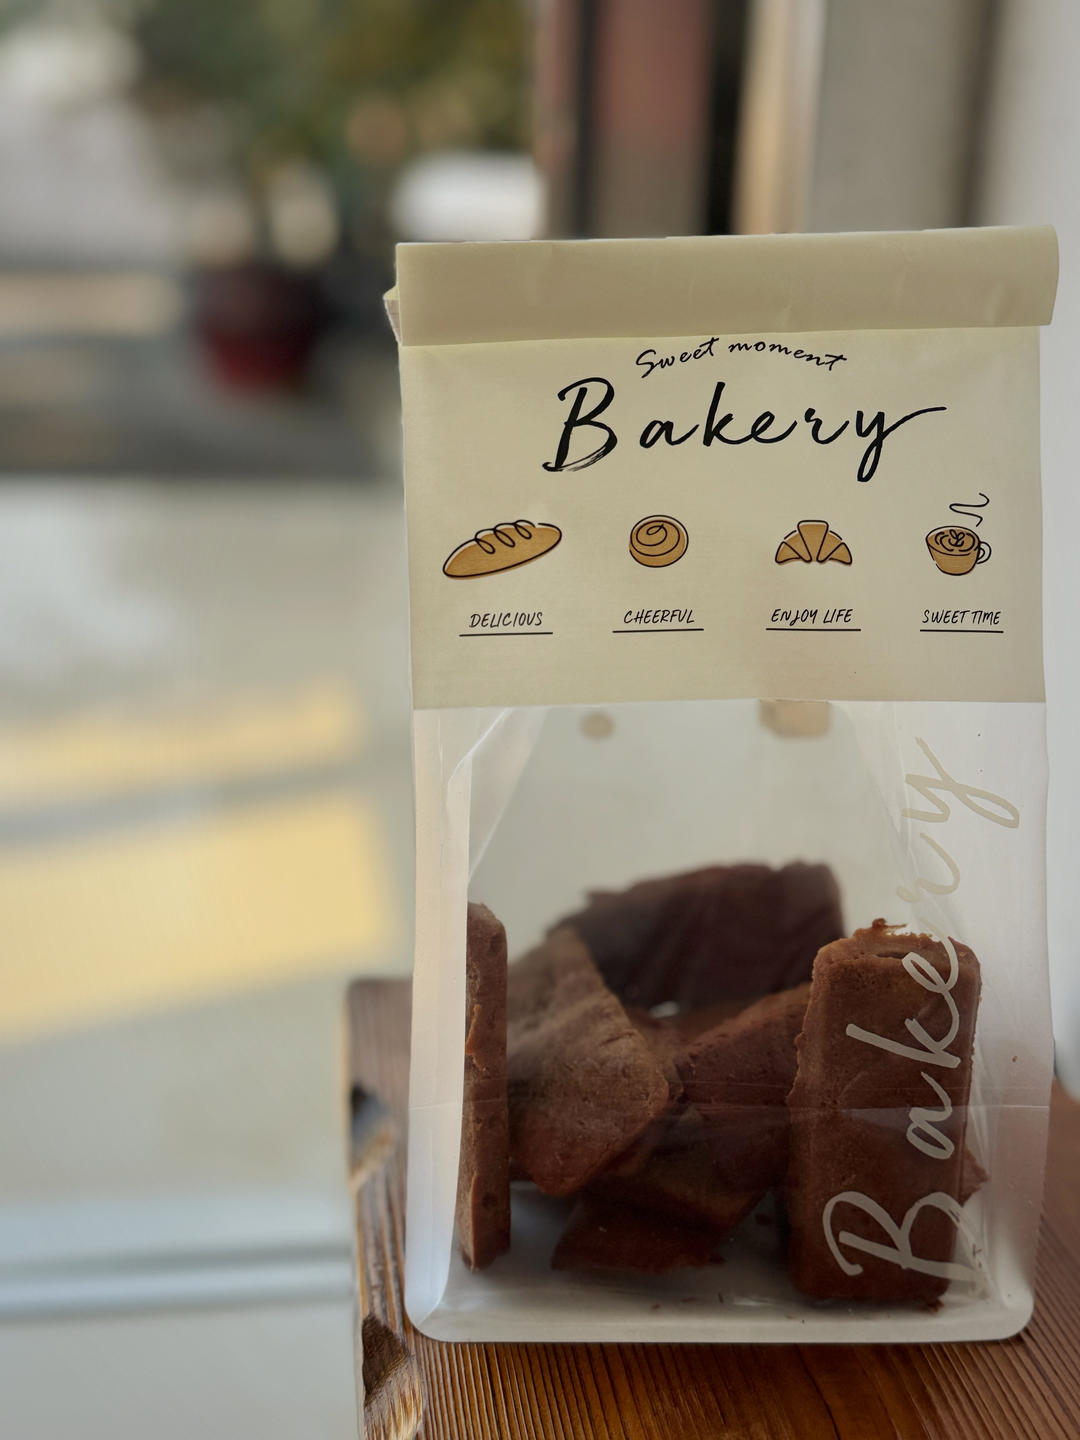 Sweet moment
Bakery
DELICIOUS
CHEERFUL
ENJOY LIFE
SWEET TIME
Bakery